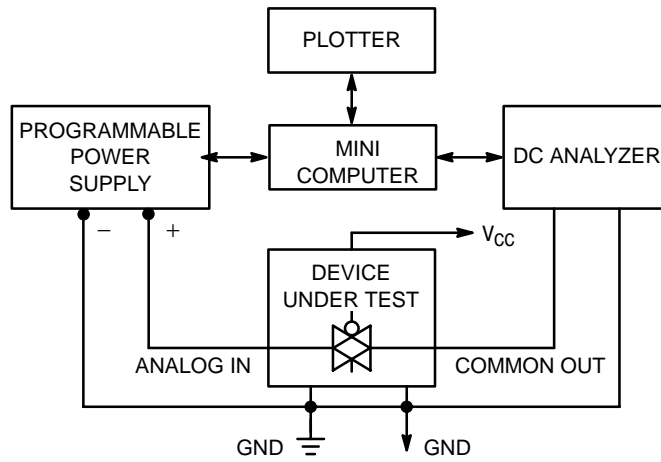 PLOTTER
PROGRAMMABLE
POWER
SUPPLY
MINI
COMPUTER
DC ANALYZER
− +
VCC
DEVICE
UNDER TEST
ANALOG IN
COMMON OUT
GND
GND